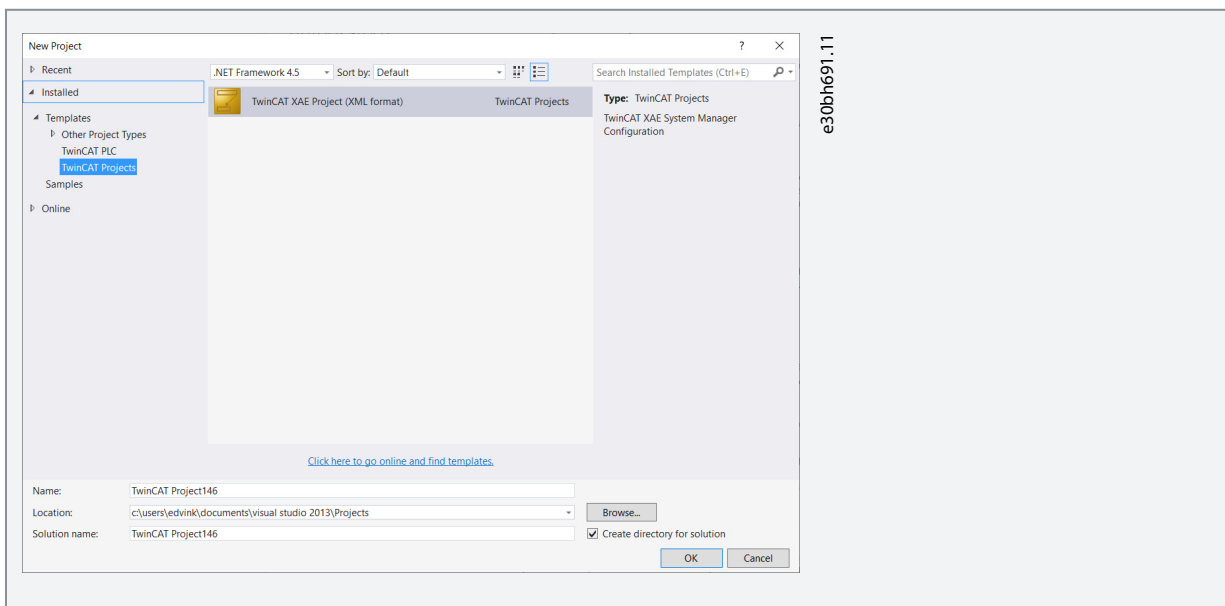 New Project
? ×
Recent
.NET Framework 4.5 Sort by: Default
Search Installed Templates (Ctrl+E)
Installed
Templates
Other Project Types
TwinCAT PLC
TwinCAT Projects
Samples
Online
TwinCAT XAE Project (XML format) TwinCAT Projects
Type: TwinCAT Projects
TwinCAT XAE System Manager
Configuration
Click here to go online and find templates.
Name: TwinCAT Project146
Location: c:\users\edvink\documents\visual studio 2013\Projects Browse...
Solution name: TwinCAT Project146 Create directory for solution
OK Cancel
e30bh691.11